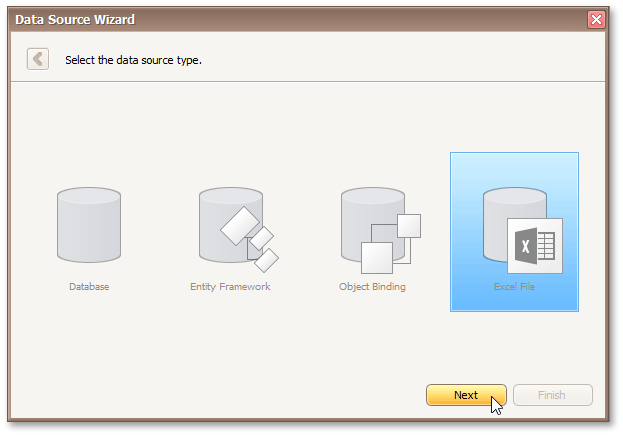 Data Source Wizard
Select the data source type.
Database
Entity Framework
Object Binding
X
Excel File
Next
Finish